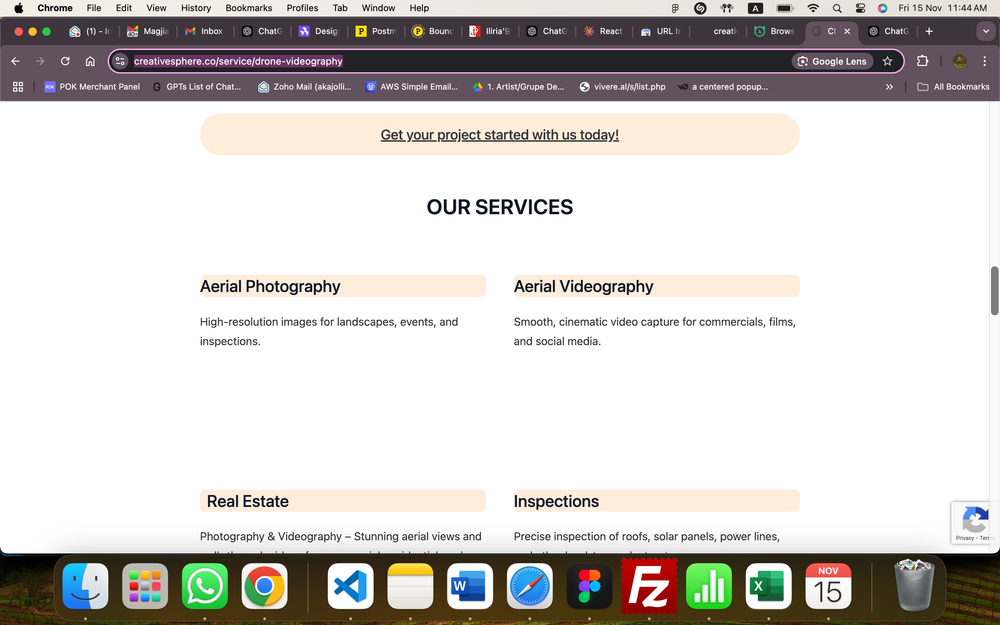 Chrome File Edit View History Bookmarks Profiles Tab Window Help A Fri 15 Nov 11:44 AM
(1) - In Magjia Inbox ChatG Desig Postm Bounc Iliria'9 ChatG React URL In creati Brows Cl ChatG
creativesphere.co/service/drone-videography Google Lens
POK Merchant Panel GPTs List of Chat... Zoho Mail (akajolli... AWS Simple Email... 1. Artist/Grupe De... vivere.al/s/list.php a centered popup... All Bookmarks
Get your project started with us today!
OUR SERVICES
Aerial Photography
High-resolution images for landscapes, events, and
inspections.
Aerial Videography
Smooth, cinematic video capture for commercials, films,
and social media.
Real Estate
Photography & Videography – Stunning aerial views and
Inspections
Precise inspection of roofs, solar panels, power lines,
Privacy - Terms
NOV
15